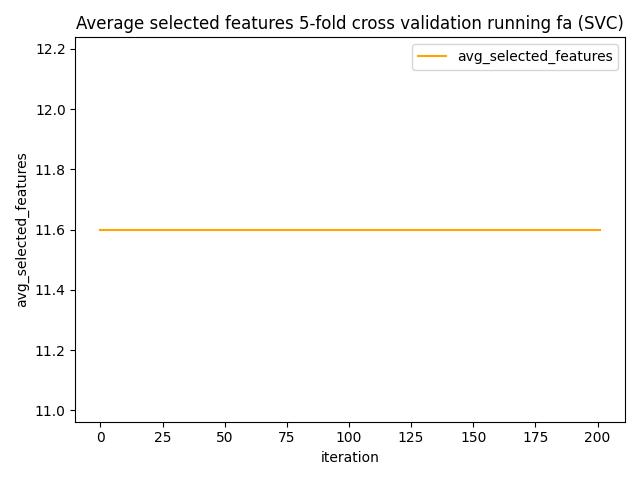 Average selected features 5-fold cross validation running fa (SVC)
avg_selected_features
12.2
12.0
11.8
11.6
11.4
11.2
11.0
avg_selected_features
0 25 50 75 100 125 150 175 200
iteration